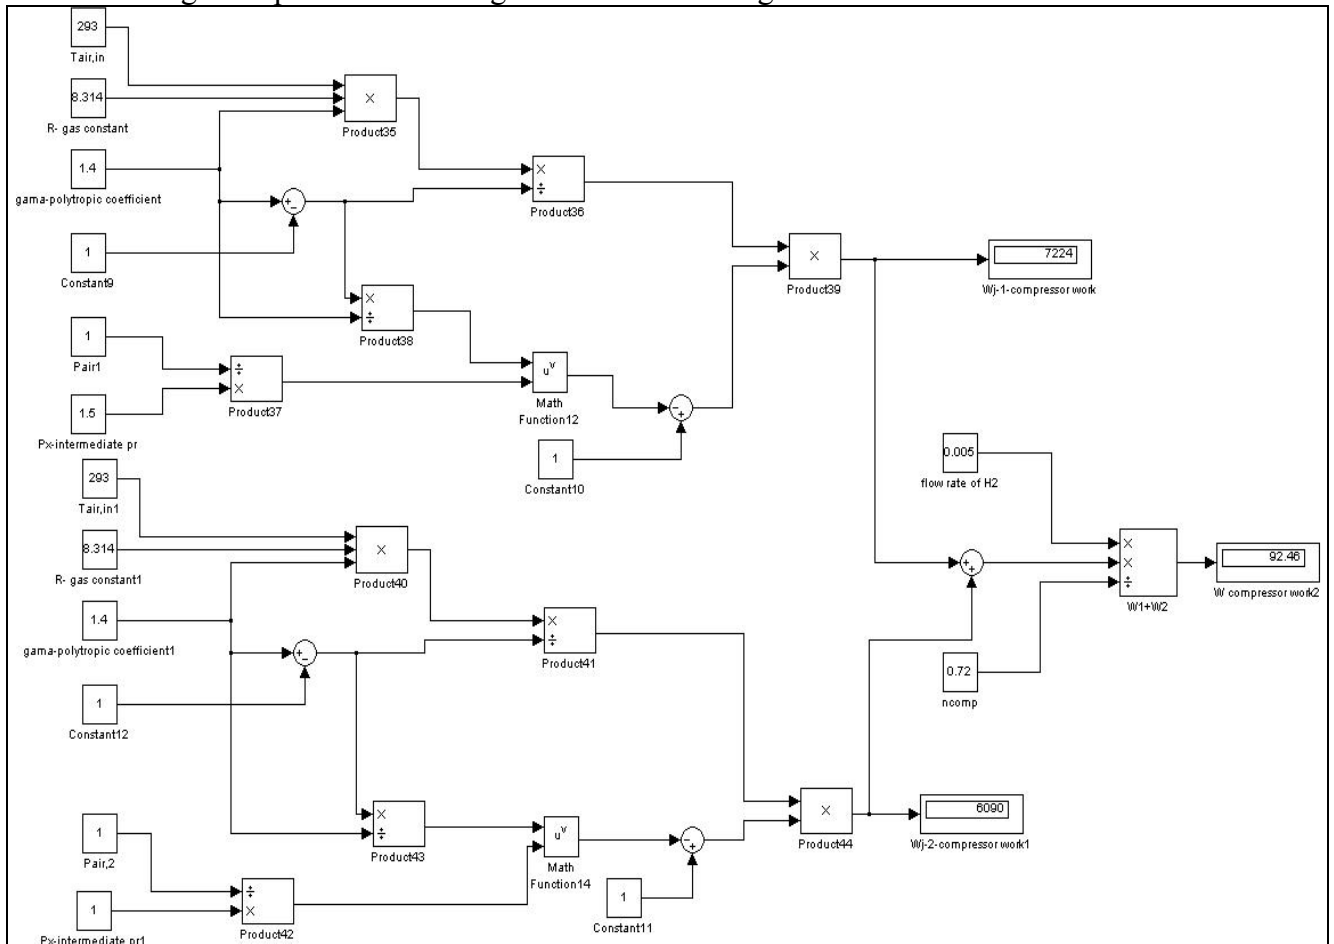 293
Tair,in
8.314
R- gas constant
×
Product35
1.4
gama-polytropic coefficient
×
÷
Product36
+
-
1
Constant9
×
Product39
7224
Wj-1-compressor work
×
÷
Product38
1
Pair1
÷
×
Product37
u^v
Math
Function12
1.5
Px-intermediate pr
-
+
1
Constant10
0.005
flow rate of H2
293
Tair,in1
8.314
R- gas constant1
×
Product40
+
+
×
×
÷
W1+W2
92.46
W compressor work2
1.4
gama-polytropic coefficient1
×
÷
Product41
+
-
0.72
ncomp
1
Constant12
×
Product44
6090
Wj-2-compressor work1
×
÷
Product43
1
Pair,2
u^v
Math
Function14
-
+
1
Constant11
÷
×
Product42
1
Px-intermediate pr1